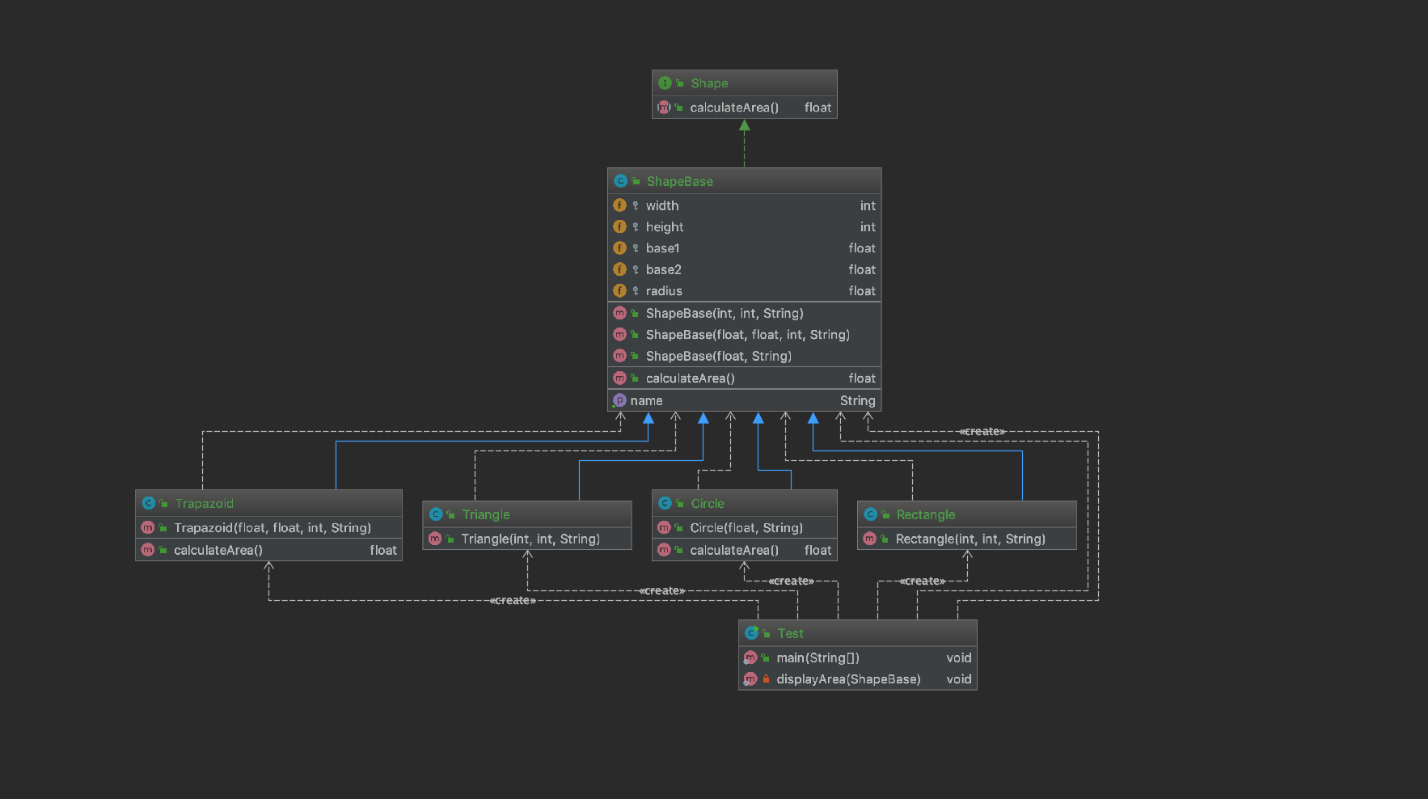 Shape
calculateArea() float
ShapeBase
width int
height int
base1 float
base2 float
radius float
ShapeBase(int, int, String)
ShapeBase(float, float, int, String)
ShapeBase(float, String)
calculateArea() float
name String
«create»
Trapazoid
Trapazoid(float, float, int, String)
calculateArea() float
Triangle
Triangle(int, int, String)
Circle
Circle(float, String)
calculateArea() float
Rectangle
Rectangle(int, int, String)
«create»
«create»
«create»
«create»
Test
main(String[]) void
displayArea(ShapeBase) void